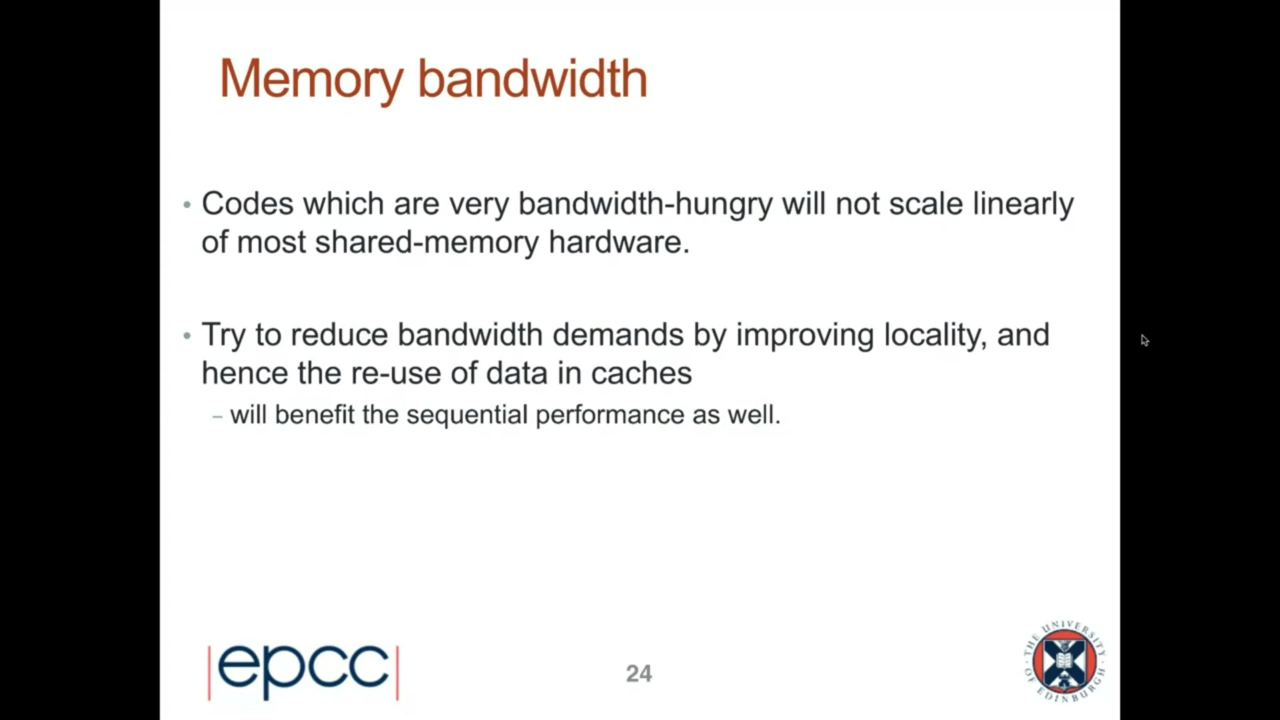 Memory bandwidth
• Codes which are very bandwidth-hungry will not scale linearly
of most shared-memory hardware.
• Try to reduce bandwidth demands by improving locality, and
hence the re-use of data in caches
– will benefit the sequential performance as well.
|epcc|
24
THE UNIVERSITY OF EDINBURGH